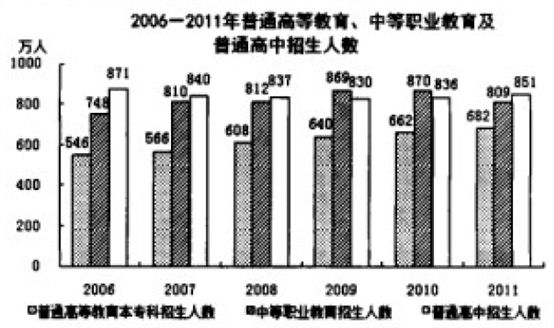 2006—2011年普通高等教育、中等职业教育及
普通高中招生人数
万人
1000
800
600
400
200
0
546 748 871
566 810 840
608 812 837
640 869 830
662 870 836
682 809 851
2006 2007 2008 2009 2010 2011
普通高等教育本专科招生人数 中等职业教育招生人数 普通高中招生人数